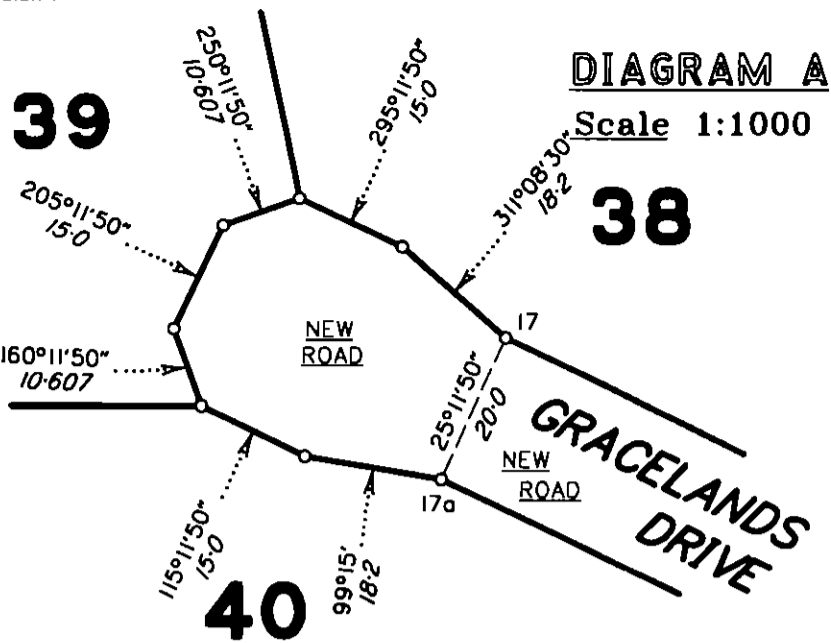 DIAGRAM A
Scale 1:1000
39
38
40
250°11'50"
10·607
295°11'50"
15·0
311°08'30"
18·2
205°11'50"
15·0
160°11'50"
10·607
115°11'50"
15·0
99°15'
18·2
25°11'50"
20·0
17
17a
NEW
ROAD
NEW
ROAD
GRACELANDS
DRIVE